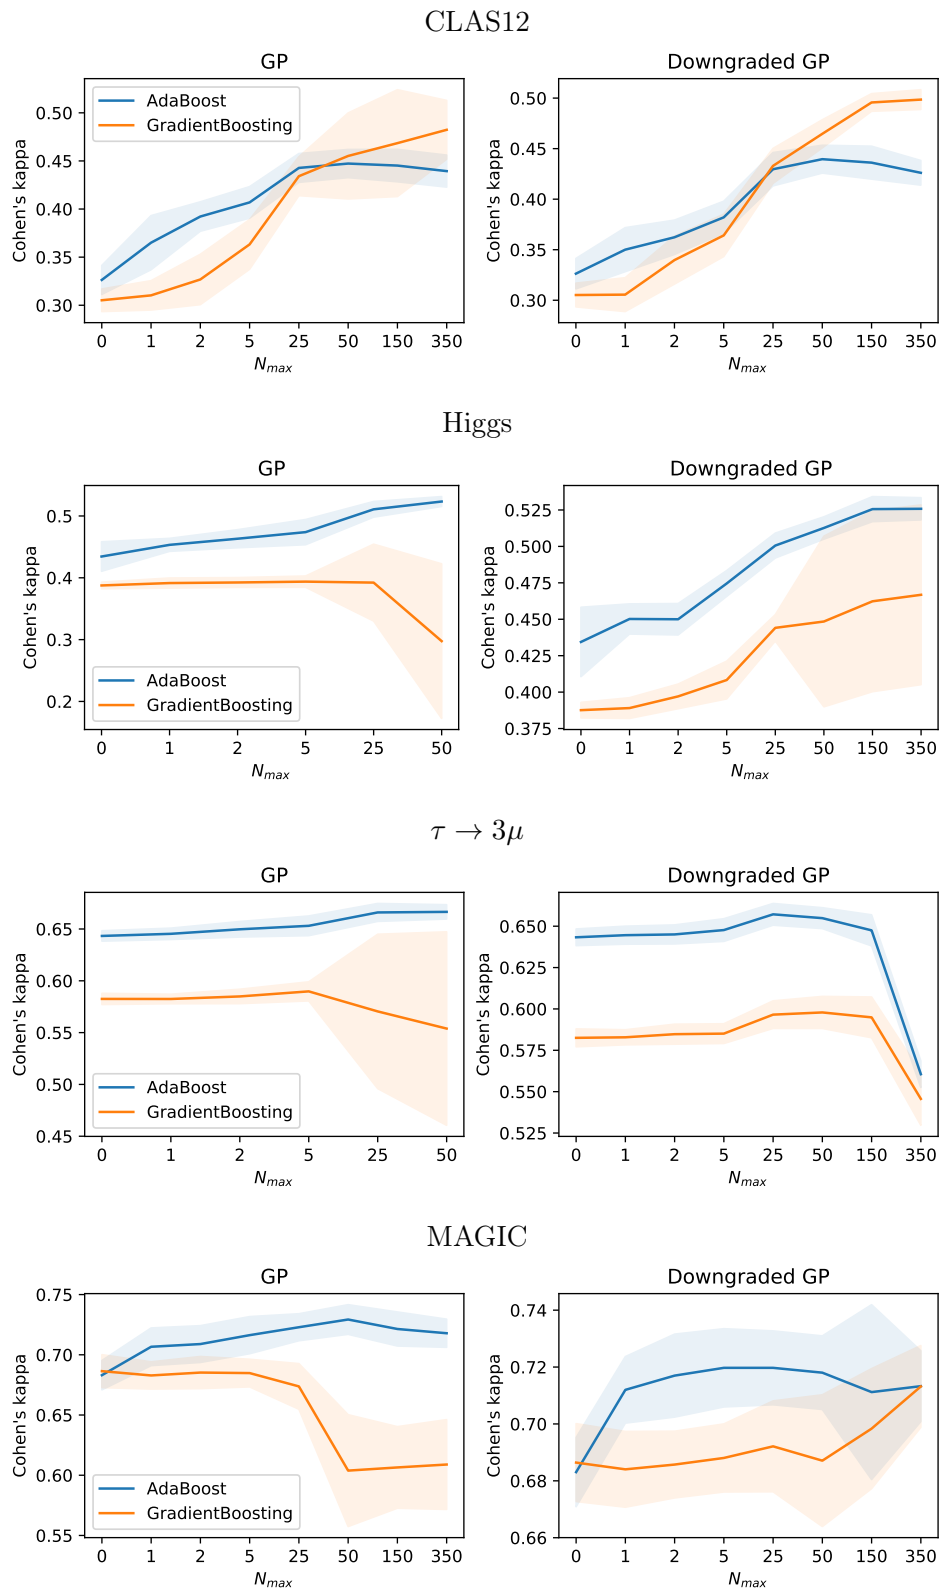 CLAS12
GP
Downgraded GP
AdaBoost
GradientBoosting
Cohen's kappa
0.50
0.45
0.40
0.35
0.30
0 1 2 5 25 50 150 350
N_max
Cohen's kappa
0.50
0.45
0.40
0.35
0.30
0 1 2 5 25 50 150 350
N_max
Higgs
GP
Downgraded GP
Cohen's kappa
0.5
0.4
0.3
0.2
AdaBoost
GradientBoosting
0 1 2 5 25 50
N_max
Cohen's kappa
0.525
0.500
0.475
0.450
0.425
0.400
0.375
0 1 2 5 25 50 150 350
N_max
τ → 3μ
GP
Downgraded GP
Cohen's kappa
0.65
0.60
0.55
0.50
0.45
AdaBoost
GradientBoosting
0 1 2 5 25 50
N_max
Cohen's kappa
0.650
0.625
0.600
0.575
0.550
0.525
0 1 2 5 25 50 150 350
N_max
MAGIC
GP
Downgraded GP
Cohen's kappa
0.75
0.70
0.65
0.60
0.55
AdaBoost
GradientBoosting
0 1 2 5 25 50 150 350
N_max
Cohen's kappa
0.74
0.72
0.70
0.68
0.66
0 1 2 5 25 50 150 350
N_max